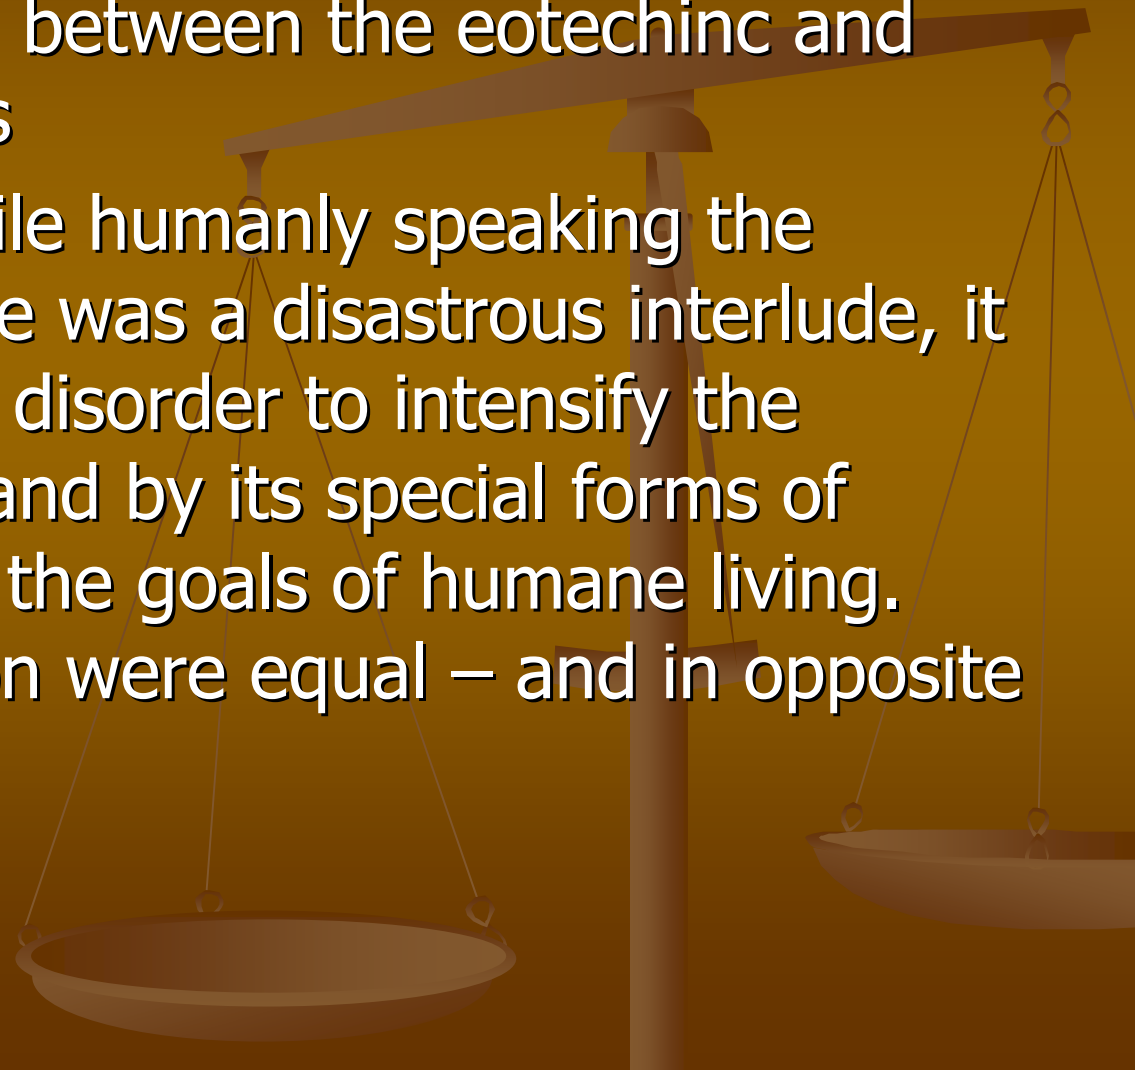 between the eotechinc and
s
ile humanly speaking the
e was a disastrous interlude, it
disorder to intensify the
and by its special forms of
the goals of humane living.
on were equal – and in opposite